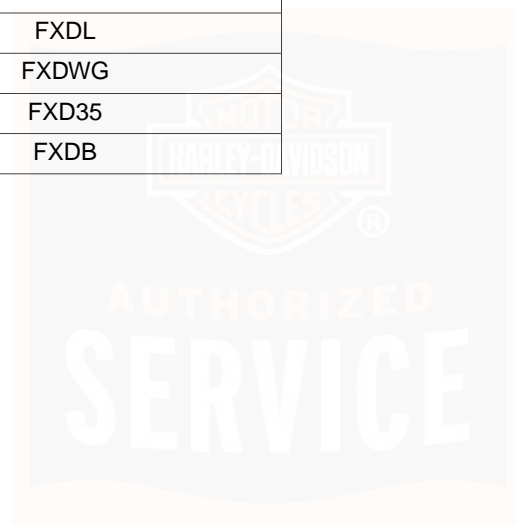 FXDL
FXDWG
FXD35
FXDB
MOTOR
HARLEY-DAVIDSON
CYCLES
®
AUTHORIZED
SERVICE